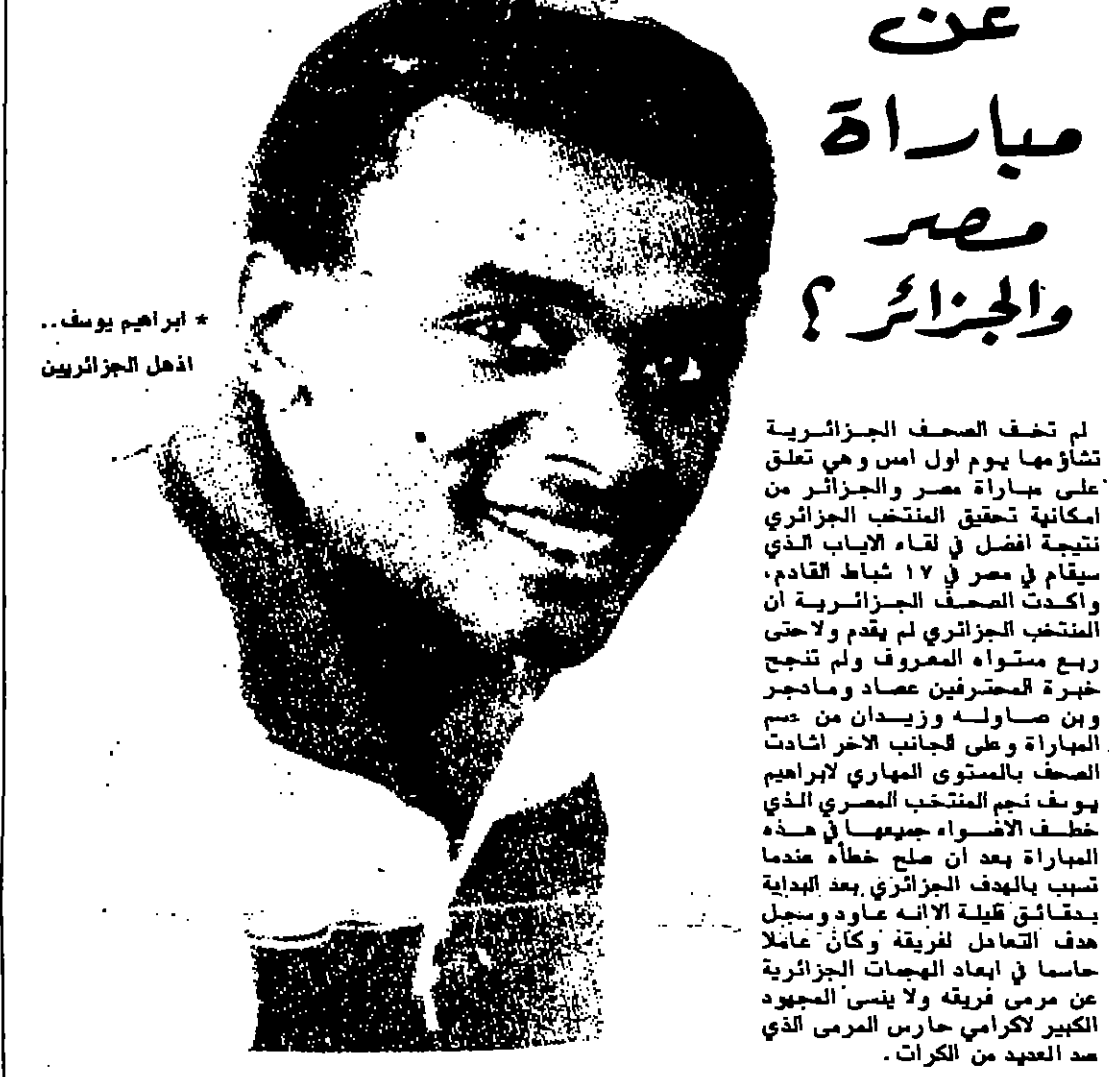 عن
مباراة
مصر
والجزائر ؟
* ابراهيم يوسف..
اذهل الجزائريين
لم تخف الصحف الجزائرية
تشاؤمها يوم اول امس وهي تعلق
على مباراة مصر والجزائر من
امكانية تحقيق المنتخب الجزائري
نتيجة افضل في لقاء الاياب الذي
سيقام في مصر في ١٧ شباط القادم،
واكدت الصحف الجزائرية ان
المنتخب الجزائري لم يقدم ولاحتى
ربع مستواه المعروف ولم تنجح
خبرة المحترفين عصاد ومادجر
وبن صاوله وزيدان من حسم
المباراة وعلى الجانب الاخر اشادت
الصحف بالمستوى المهاري لابراهيم
يوسف نجم المنتخب المصري الذي
خطف الاضواء جميعها في هذه
المباراة بعد ان صلح خطأه عندما
تسبب بالهدف الجزائري بعد البداية
بدقائق قليلة الا انه عاود وسجل
هدف التعادل لفريقه وكان عاملا
حاسما في ابعاد الهجمات الجزائرية
عن مرمى فريقه ولا ينسى المجهود
الكبير لاكرامي حارس المرمى الذي
صد العديد من الكرات .